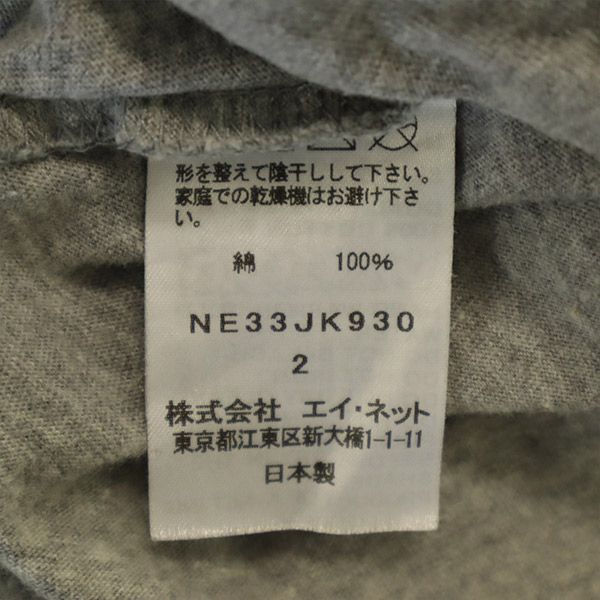 形を整えて陰干しして下さい。
家庭での乾燥機はお避け下さ
い。
綿 100%
NE33JK930
2
株式会社 エイ・ネット
東京都江東区新大橋1-1-11
日本製